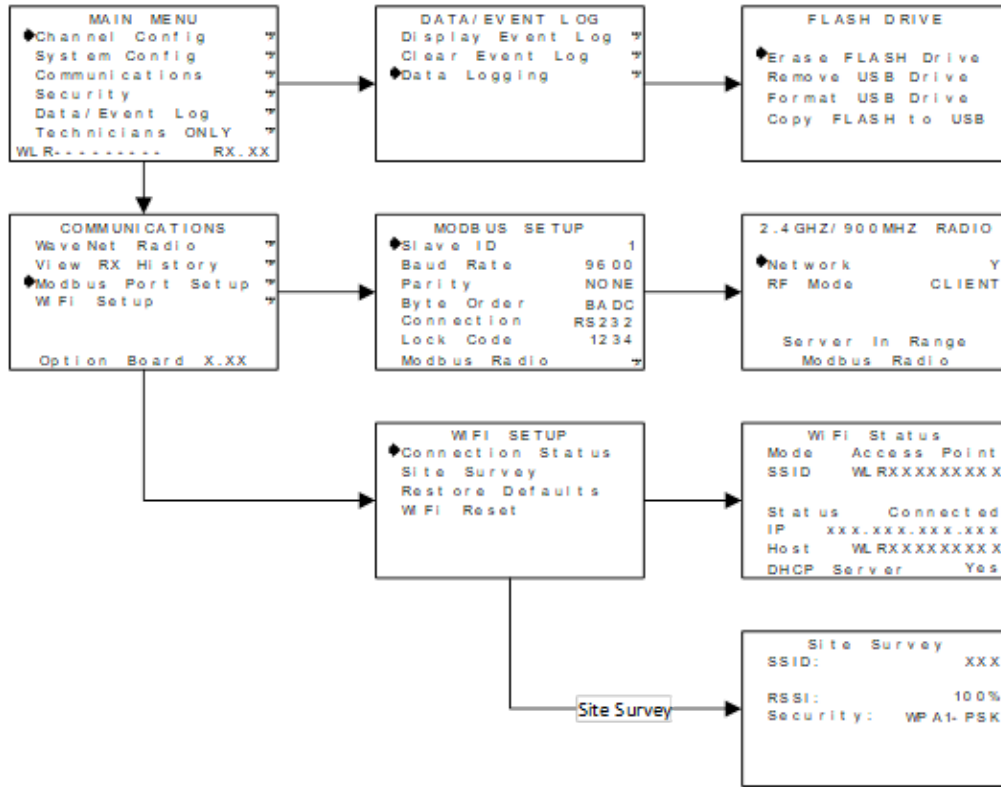 MAIN MENU
Channel Config
System Config
Communications
Security
Data/Event Log
Technicians ONLY
WLR--------- RX.XX
DATA/EVENT LOG
Display Event Log
Clear Event Log
Data Logging
FLASH DRIVE
Erase FLASH Drive
Remove USB Drive
Format USB Drive
Copy FLASH to USB
COMMUNICATIONS
WaveNet Radio
View RX History
Modbus Port Setup
WiFi Setup
Option Board X.XX
MODBUS SETUP
Slave ID 1
Baud Rate 9600
Parity NONE
Byte Order BADC
Connection RS232
Lock Code 1234
Modbus Radio
2.4GHZ/900MHZ RADIO
Network Y
RF Mode CLIENT
Server In Range
Modbus Radio
WIFI SETUP
Connection Status
Site Survey
Restore Defaults
WiFi Reset
WiFi Status
Mode Access Point
SSID WLRXXXXXXXXX
Status Connected
IP xxx.xxx.xxx.xxx
Host WLRXXXXXXXXX
DHCP Server Yes
Site Survey
Site Survey
SSID: XXX
RSSI: 100%
Security: WPA1-PSK